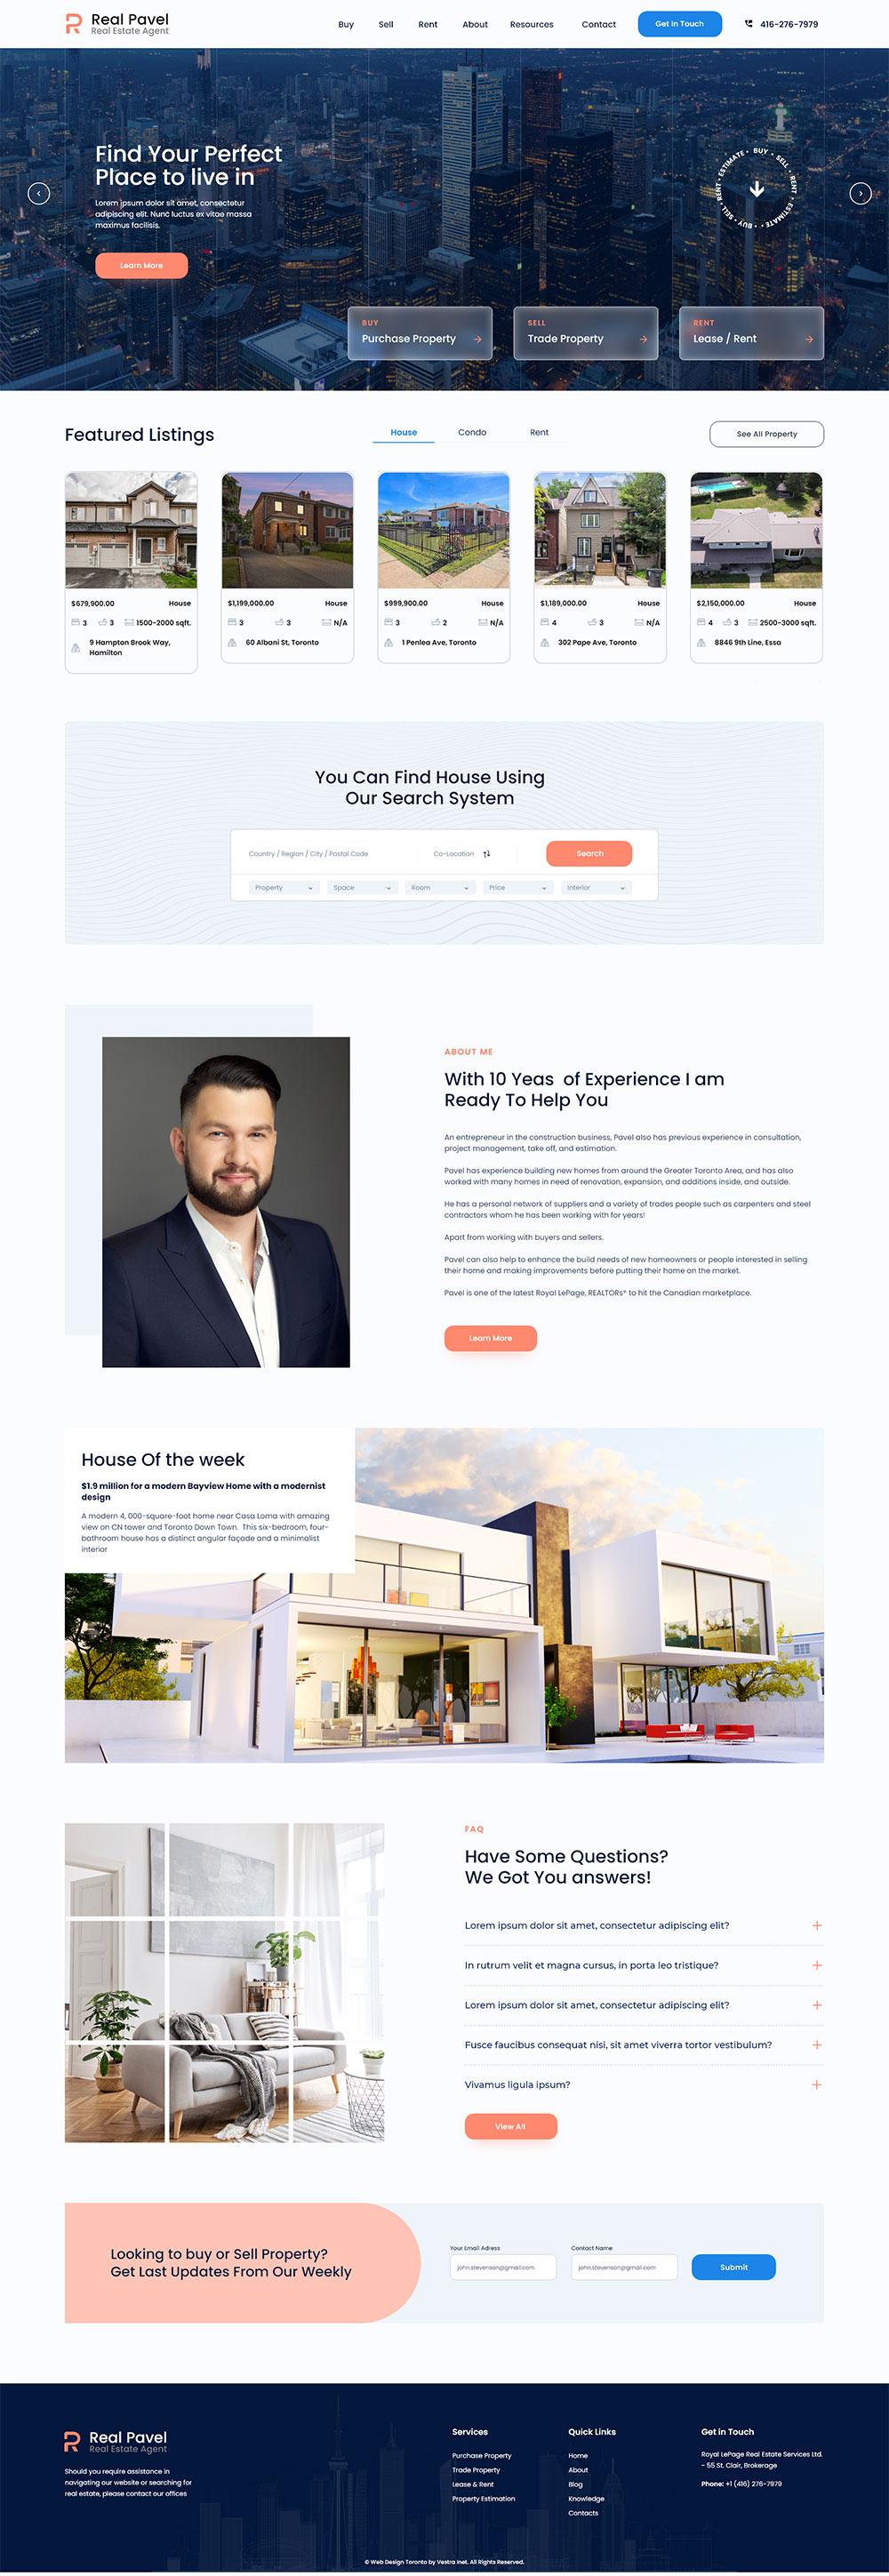 Real Pavel
Real Estate Agent
Buy
Sell
Rent
About
Resources
Contact
Get In Touch
416-276-7979
Find Your Perfect
Place to live in
Lorem ipsum dolor sit amet, consectetur
adipiscing elit. Nunc luctus ex vitae massa
maximus facilisis.
Learn More
BUY • SELL • RENT • ESTIMATE • BUY • SELL • RENT • ESTIMATE •
BUY
Purchase Property
SELL
Trade Property
RENT
Lease / Rent
Featured Listings
House
Condo
Rent
See All Property
$679,900.00 House
3 3 1500-2000 sqft.
9 Hampton Brook Way,
Hamilton
$1,199,000.00 House
3 3 N/A
60 Albani St, Toronto
$999,900.00 House
3 2 N/A
1 Penlea Ave, Toronto
$1,189,000.00 House
4 3 N/A
302 Pape Ave, Toronto
$2,150,000.00 House
4 3 2500-3000 sqft.
8846 9th Line, Essa
You Can Find House Using
Our Search System
Country / Region / City / Postal Code
Co-Location
Search
Property
Space
Room
Price
Interior
ABOUT ME
With 10 Yeas of Experience I am
Ready To Help You
An entrepreneur in the construction business, Pavel also has previous experience in consultation,
project management, take off, and estimation.
Pavel has experience building new homes from around the Greater Toronto Area, and has also
worked with many homes in need of renovation, expansion, and additions inside, and outside.
He has a personal network of suppliers and a variety of trades people such as carpenters and steel
contractors whom he has been working with for years!
Apart from working with buyers and sellers.
Pavel can also help to enhance the build needs of new homeowners or people interested in selling
their home and making improvements before putting their home on the market.
Pavel is one of the latest Royal LePage, REALTORs® to hit the Canadian marketplace.
Learn More
House Of the week
$1.9 million for a modern Bayview Home with a modernist
design
A modern 4, 000-square-foot home near Casa Loma with amazing
view on CN tower and Toronto Down Town. This six-bedroom, four-
bathroom house has a distinct angular façade and a minimalist
interior
FAQ
Have Some Questions?
We Got You answers!
Lorem ipsum dolor sit amet, consectetur adipiscing elit?
In rutrum velit et magna cursus, in porta leo tristique?
Lorem ipsum dolor sit amet, consectetur adipiscing elit?
Fusce faucibus consequat nisi, sit amet viverra tortor vestibulum?
Vivamus ligula ipsum?
View All
Looking to buy or Sell Property?
Get Last Updates From Our Weekly
Your Email Adress
john.stevenson@gmail.com
Contact Name
john.stevenson@gmail.com
Submit
Real Pavel
Real Estate Agent
Should you require assistance in
navigating our website or searching for
real estate, please contact our offices
Services
Purchase Property
Trade Property
Lease & Rent
Property Estimation
Quick Links
Home
About
Blog
Knowledge
Contacts
Get in Touch
Royal LePage Real Estate Services Ltd.
- 55 St. Clair, Brokerage
Phone: +1 (416) 276-7979
© Web Design Toronto by Vestra Inet. All Rights Reserved.